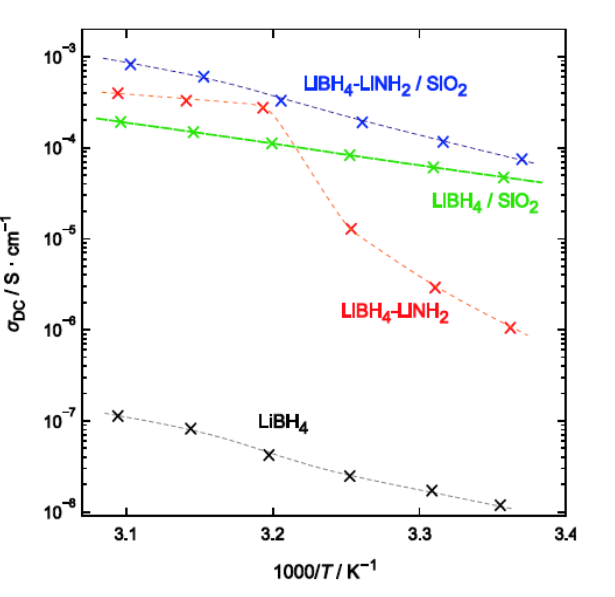 10⁻³
10⁻⁴
10⁻⁵
10⁻⁶
10⁻⁷
10⁻⁸
σDC / S · cm⁻¹
LIBH₄-LINH₂ / SIO₂
LIBH₄ / SIO₂
LIBH₄-LINH₂
LiBH₄
3.1 3.2 3.3 3.4
1000/T / K⁻¹